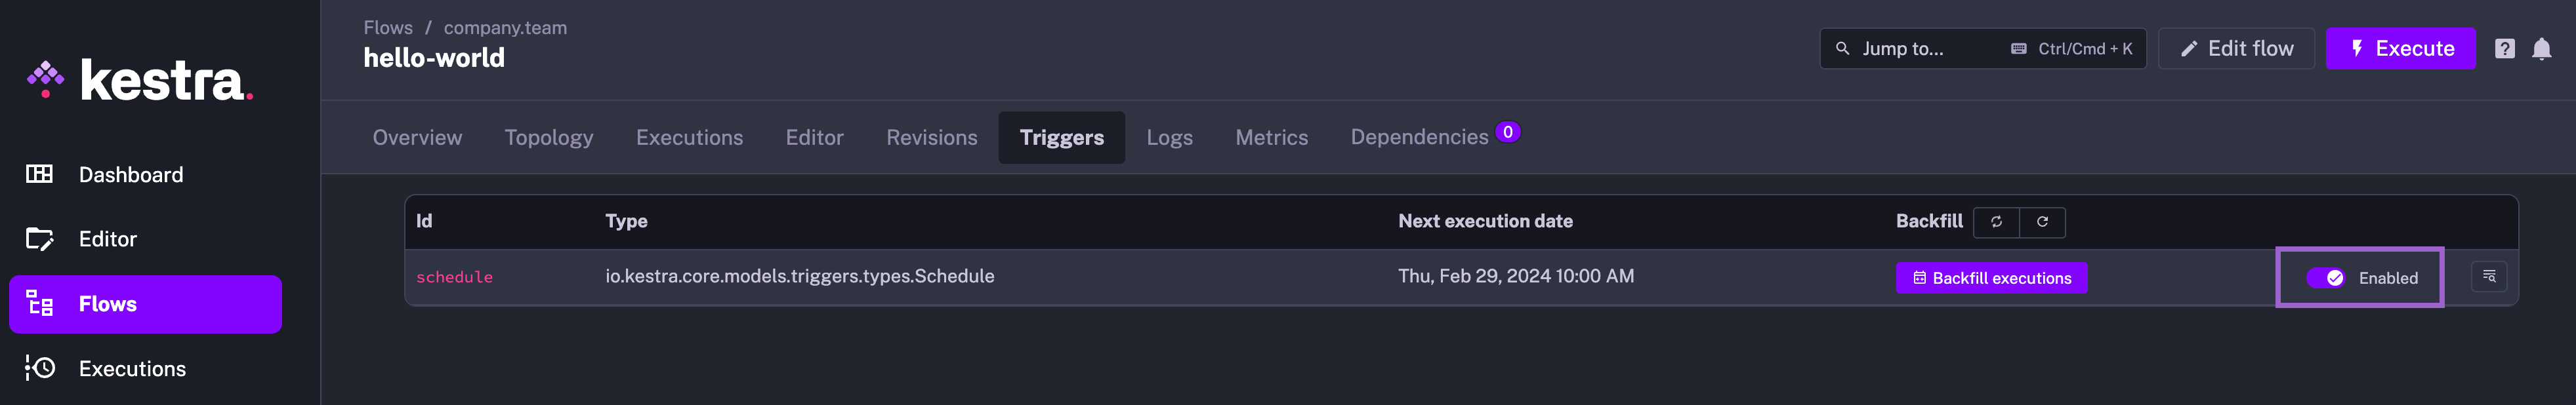 kestra.
Dashboard
Editor
Flows
Executions
Flows / company.team
hello-world
Jump to... Ctrl/Cmd + K
Edit flow
Execute
?
Overview Topology Executions Editor Revisions Triggers Logs Metrics Dependencies 0
Id Type Next execution date Backfill
schedule io.kestra.core.models.triggers.types.Schedule Thu, Feb 29, 2024 10:00 AM Backfill executions Enabled